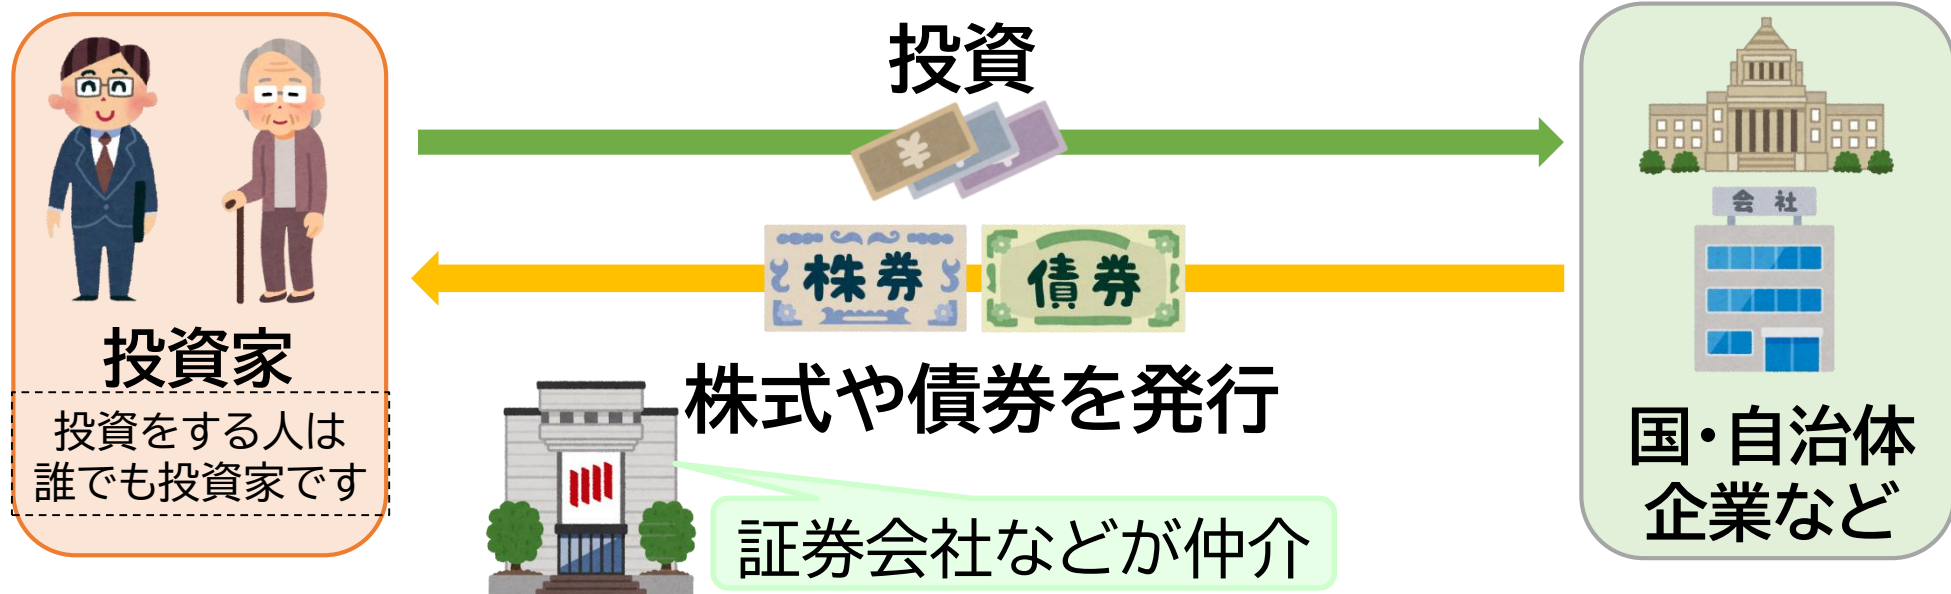 投資
¥
株券
債券
株式や債券を発行
投資家
投資をする人は
誰でも投資家です
証券会社などが仲介
会社
国・自治体
企業など